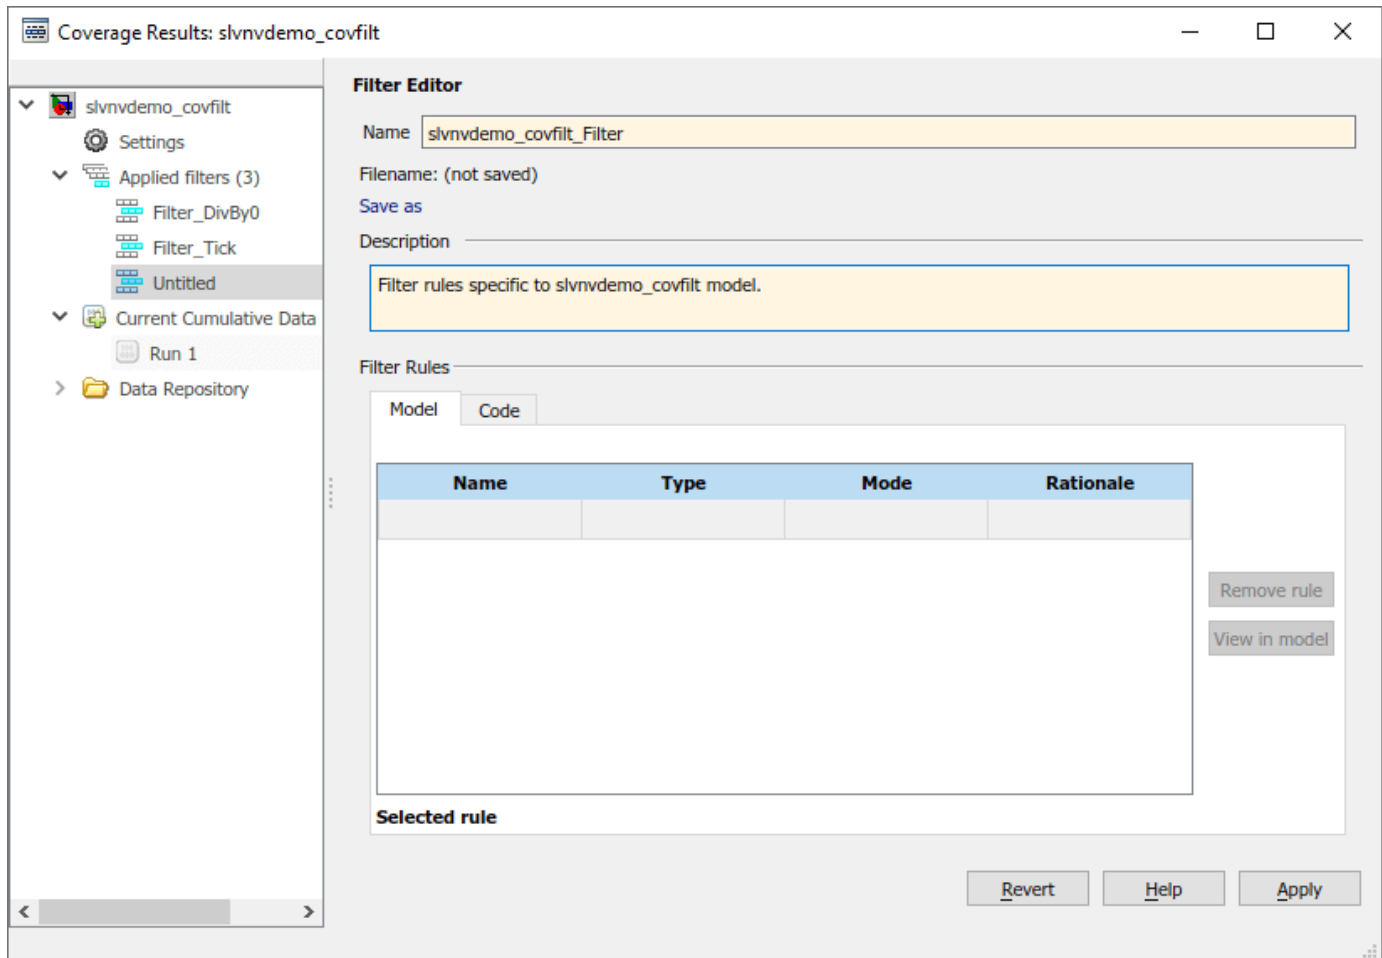 Coverage Results: slvnvdemo_covfilt
slvnvdemo_covfilt
Settings
Applied filters (3)
Filter_DivBy0
Filter_Tick
Untitled
Current Cumulative Data
Run 1
Data Repository
Filter Editor
Name slvnvdemo_covfilt_Filter
Filename: (not saved)
Save as
Description
Filter rules specific to slvnvdemo_covfilt model.
Filter Rules
Model Code
Name Type Mode Rationale
Remove rule
View in model
Selected rule
Revert Help Apply